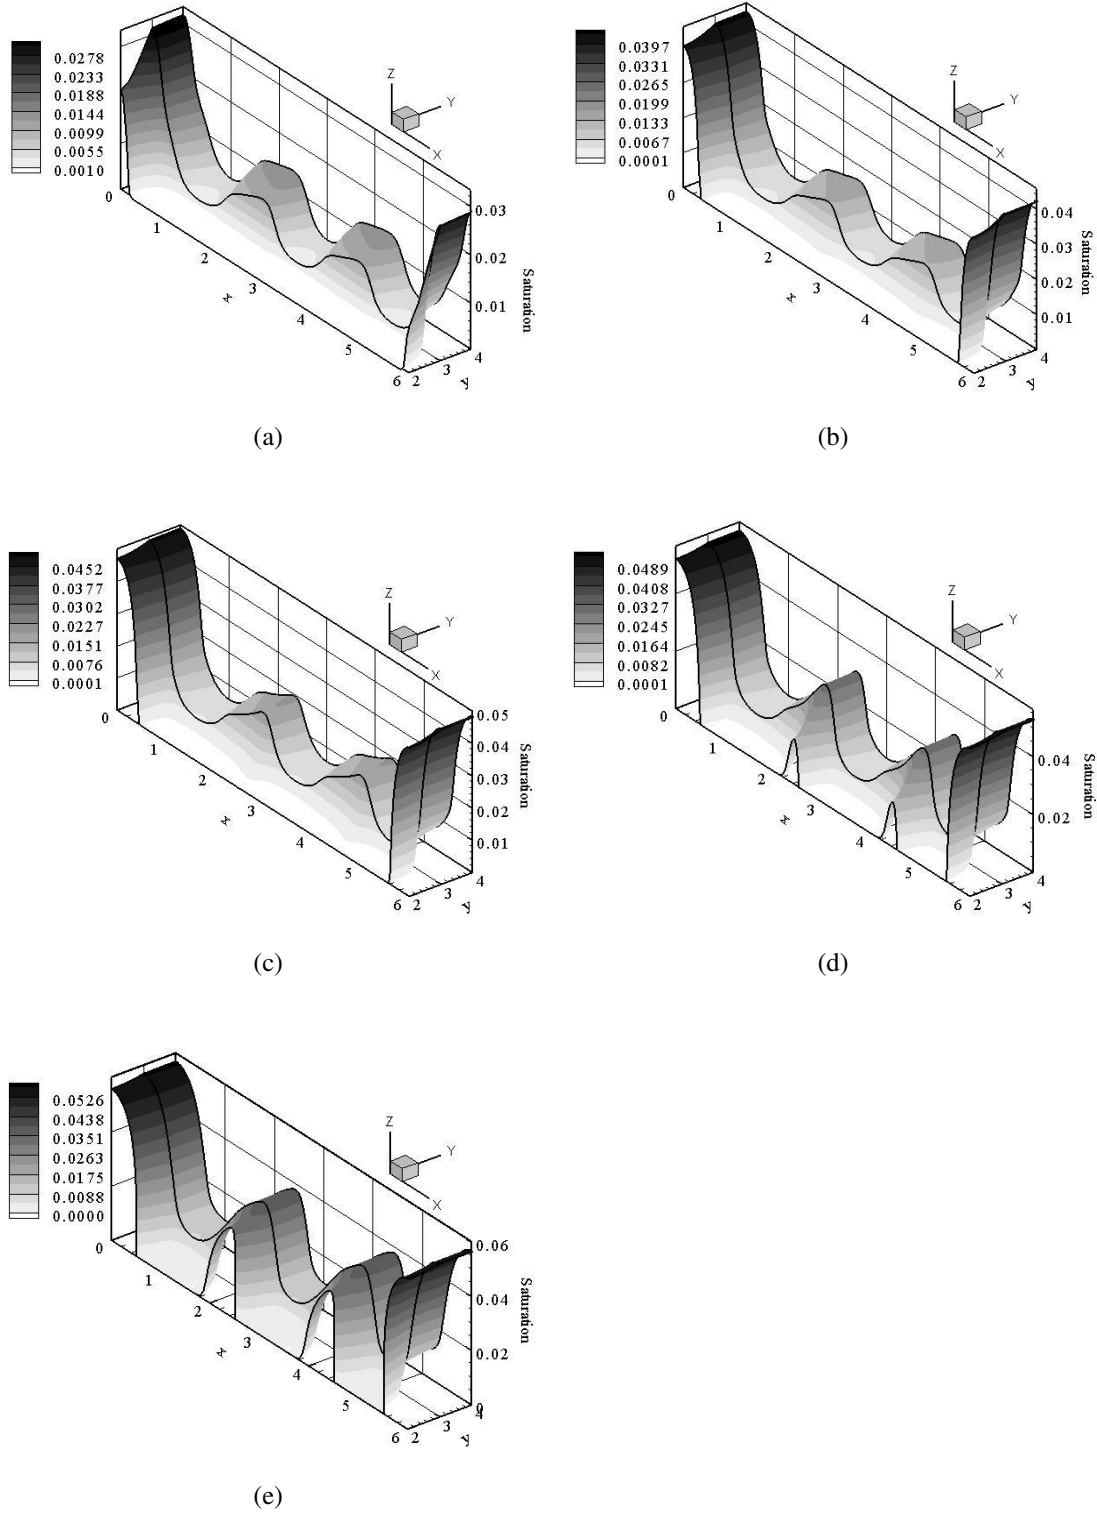 0.0278
0.0233
0.0188
0.0144
0.0099
0.0055
0.0010
Z
Y
X
0
1
2
3
4
5
6
x
2
3
4
y
0.03
0.02
0.01
Saturation
(a)
0.0397
0.0331
0.0265
0.0199
0.0133
0.0067
0.0001
Z
Y
X
0
1
2
3
4
5
6
x
2
3
4
y
0.04
0.03
0.02
0.01
Saturation
(b)
0.0452
0.0377
0.0302
0.0227
0.0151
0.0076
0.0001
Z
Y
X
0
1
2
3
4
5
6
x
2
3
4
y
0.05
0.04
0.03
0.02
0.01
Saturation
(c)
0.0489
0.0408
0.0327
0.0245
0.0164
0.0082
0.0001
Z
Y
X
0
1
2
3
4
5
6
x
2
3
4
y
0.04
0.02
Saturation
(d)
0.0526
0.0438
0.0351
0.0263
0.0175
0.0088
0.0000
Z
Y
X
0
1
2
3
4
5
6
x
2
3
4
y
0.06
0.04
0.02
0
Saturation
(e)